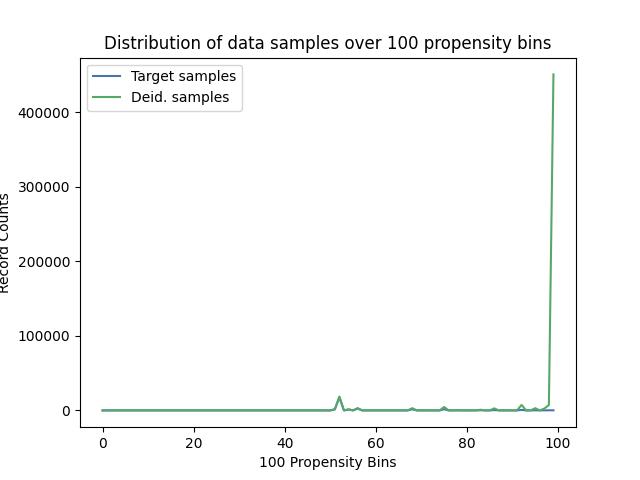 Distribution of data samples over 100 propensity bins
Target samples
Deid. samples
400000
300000
200000
100000
0
Record Counts
0 20 40 60 80 100
100 Propensity Bins